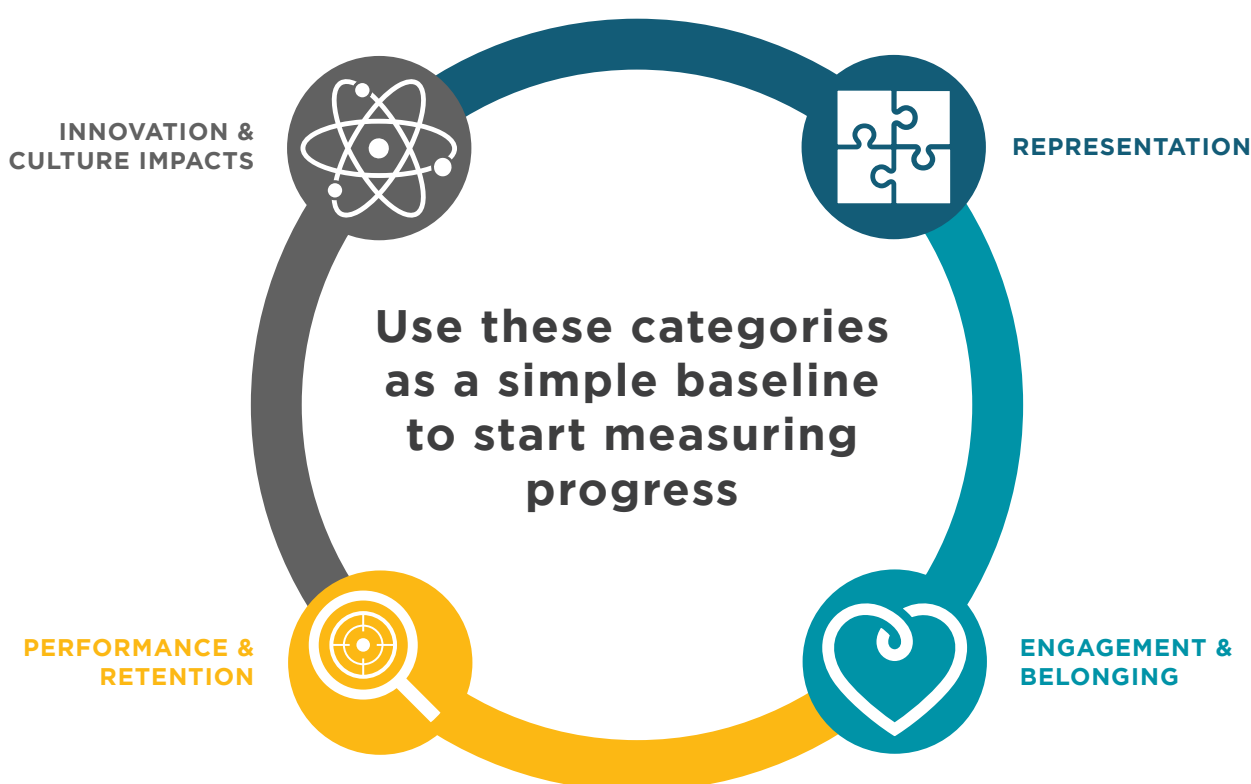 INNOVATION &
CULTURE IMPACTS
REPRESENTATION
Use these categories
as a simple baseline
to start measuring
progress
PERFORMANCE &
RETENTION
ENGAGEMENT &
BELONGING